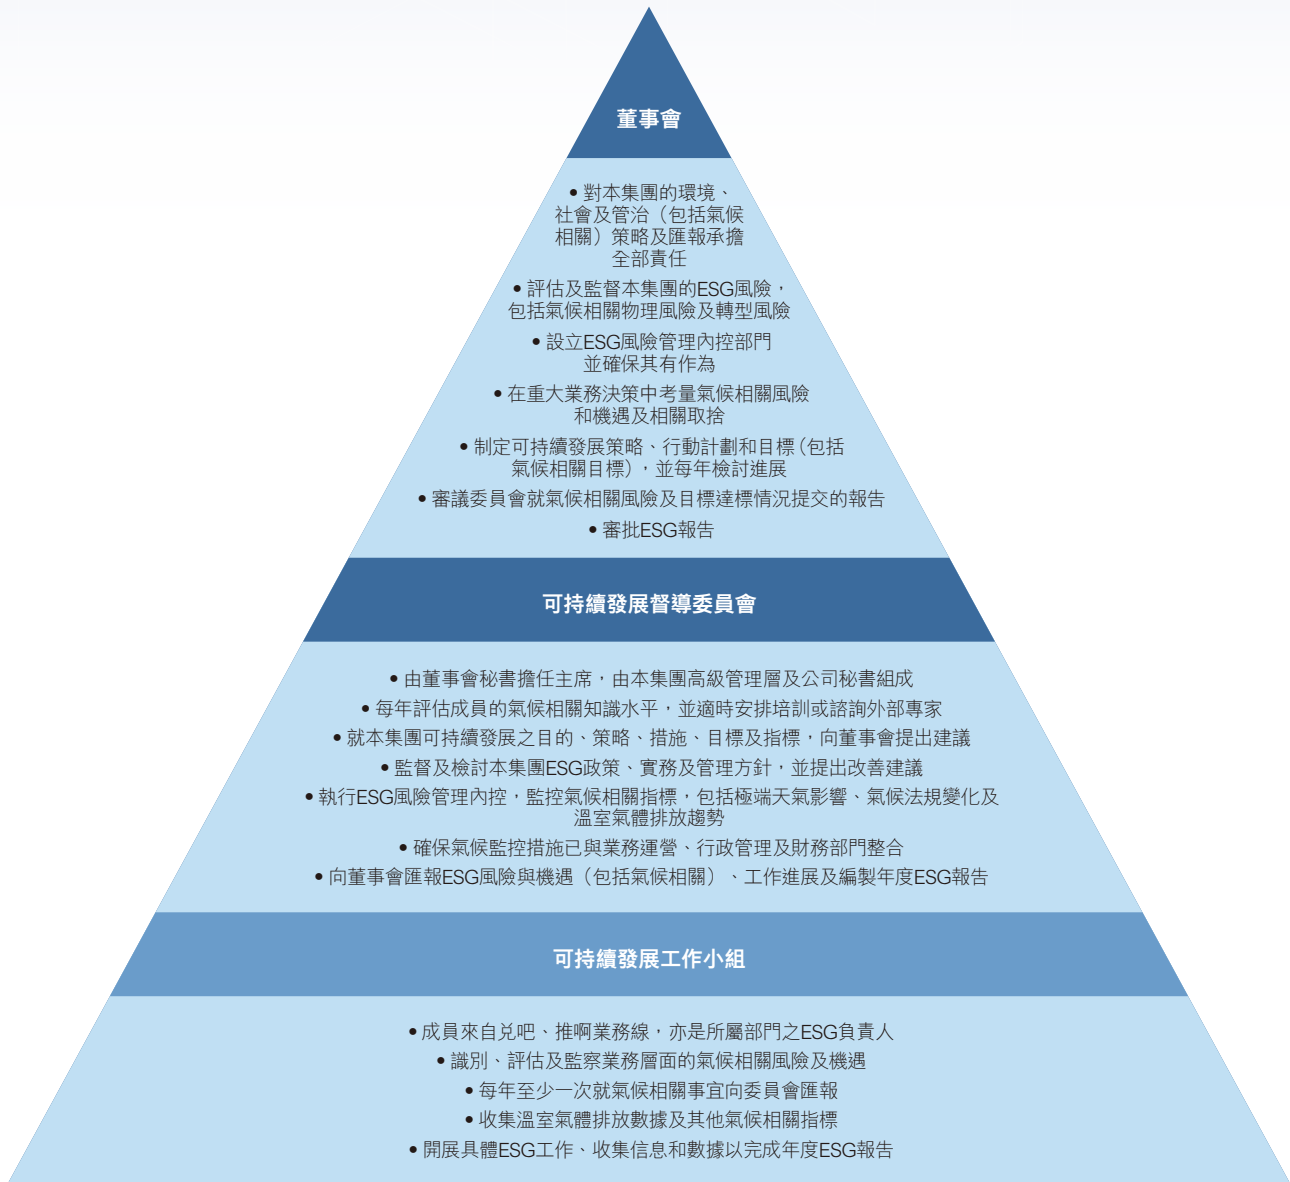 董事會
• 對本集團的環境、
社會及管治（包括氣候
相關）策略及匯報承擔
全部責任
• 評估及監督本集團的ESG風險，
包括氣候相關物理風險及轉型風險
• 設立ESG風險管理內控部門
並確保其有作為
• 在重大業務決策中考量氣候相關風險
和機遇及相關取捨
• 制定可持續發展策略、行動計劃和目標（包括
氣候相關目標），並每年檢討進展
• 審議委員會就氣候相關風險及目標達標情況提交的報告
• 審批ESG報告
可持續發展督導委員會
• 由董事會秘書擔任主席，由本集團高級管理層及公司秘書組成
• 每年評估成員的氣候相關知識水平，並適時安排培訓或諮詢外部專家
• 就本集團可持續發展之目的、策略、措施、目標及指標，向董事會提出建議
• 監督及檢討本集團ESG政策、實務及管理方針，並提出改善建議
• 執行ESG風險管理內控，監控氣候相關指標，包括極端天氣影響、氣候法規變化及
溫室氣體排放趨勢
• 確保氣候監控措施已與業務運營、行政管理及財務部門整合
• 向董事會匯報ESG風險與機遇（包括氣候相關）、工作進展及編製年度ESG報告
可持續發展工作小組
• 成員來自兑吧、推啊業務線，亦是所屬部門之ESG負責人
• 識別、評估及監察業務層面的氣候相關風險及機遇
• 每年至少一次就氣候相關事宜向委員會匯報
• 收集溫室氣體排放數據及其他氣候相關指標
• 開展具體ESG工作、收集信息和數據以完成年度ESG報告